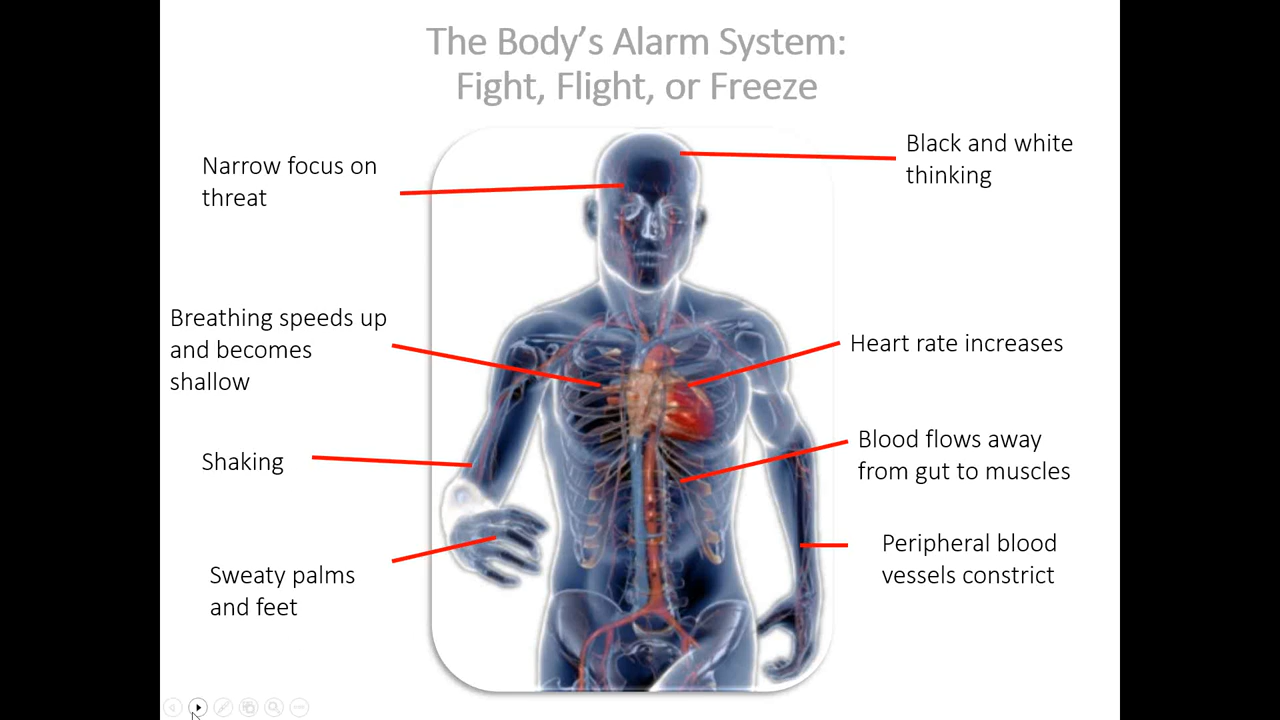 The Body’s Alarm System:
Fight, Flight, or Freeze
Narrow focus on
threat
Black and white
thinking
Breathing speeds up
and becomes
shallow
Heart rate increases
Shaking
Blood flows away
from gut to muscles
Sweaty palms
and feet
Peripheral blood
vessels constrict